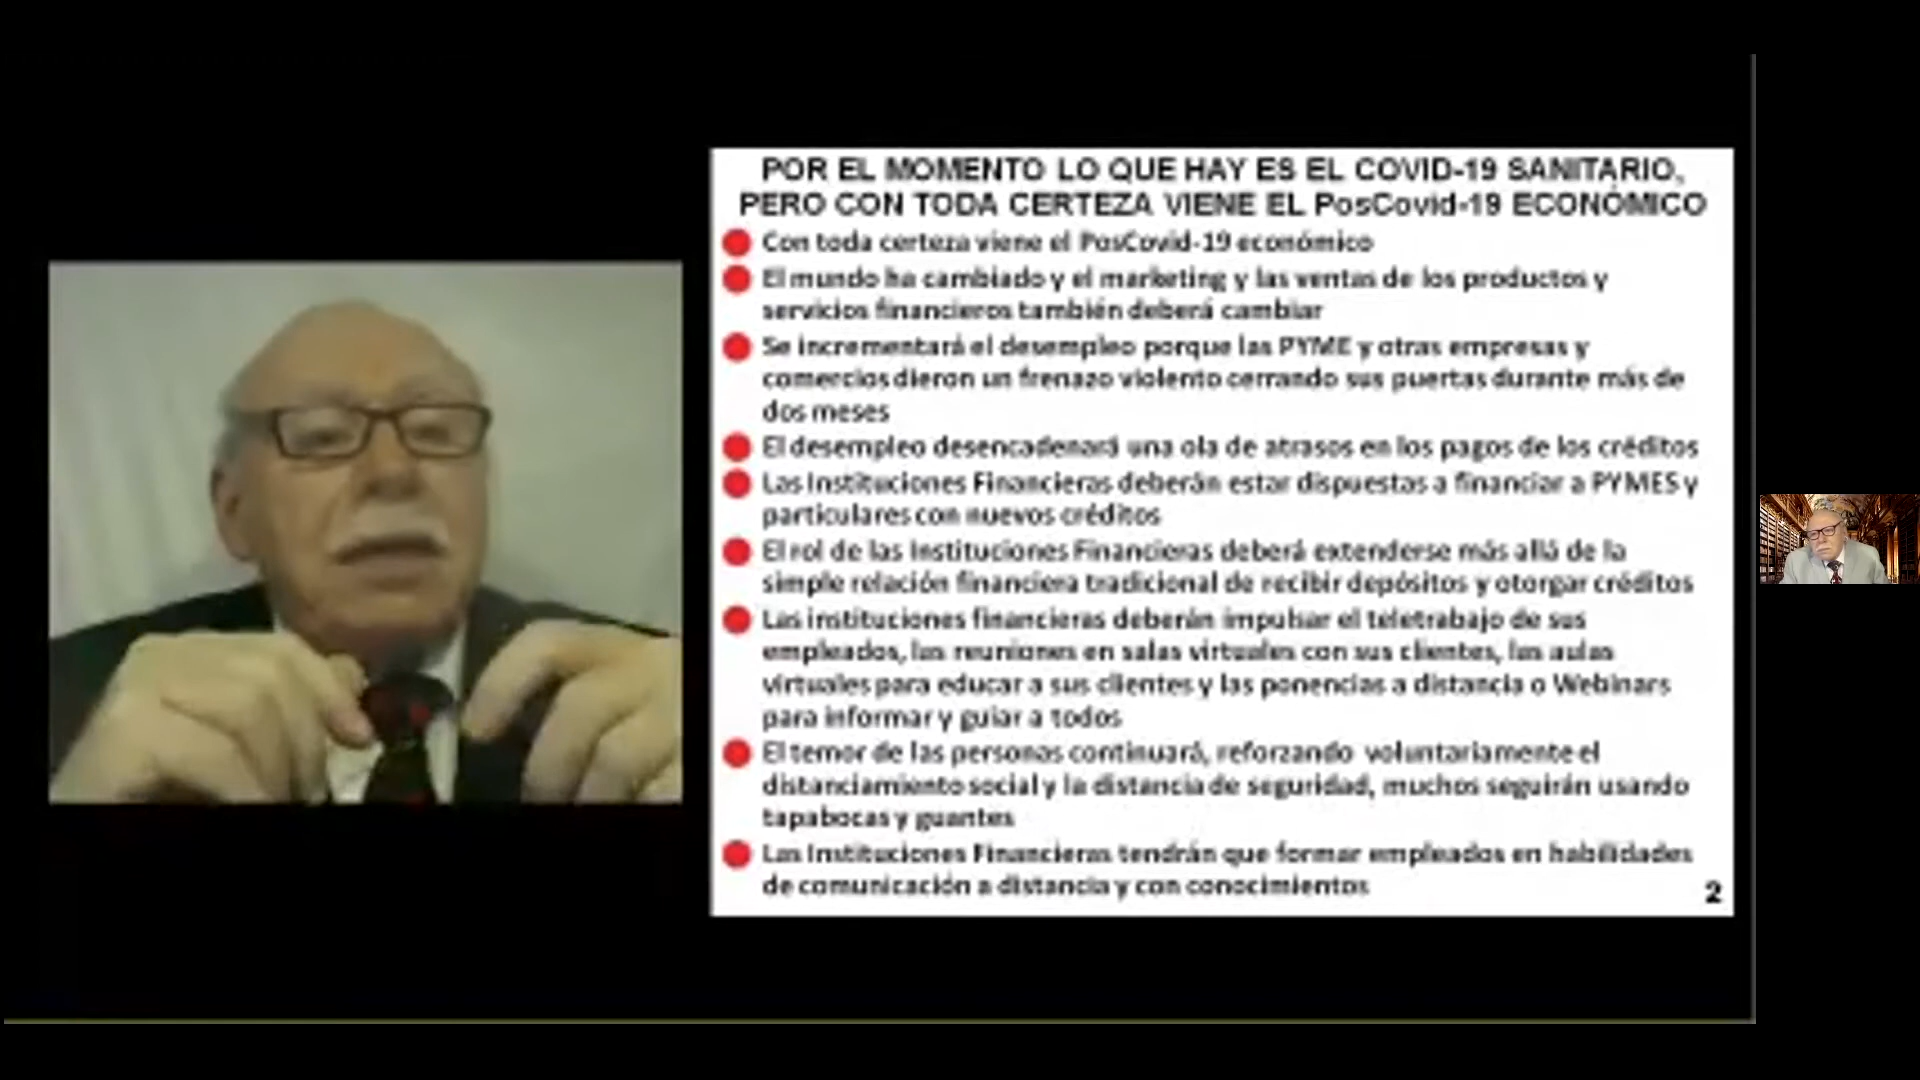 POR EL MOMENTO LO QUE HAY ES EL COVID-19 SANITARIO,
PERO CON TODA CERTEZA VIENE EL PosCovid-19 ECONÓMICO
Con toda certeza viene el PosCovid-19 económico
El mundo ha cambiado y el marketing y las ventas de los productos y
servicios financieros también deberá cambiar
Se incrementará el desempleo porque las PYME y otras empresas y
comercios dieron un frenazo violento cerrando sus puertas durante más de
dos meses
El desempleo desencadenará una ola de atrasos en los pagos de los créditos
Las Instituciones Financieras deberán estar dispuestas a financiar a PYMES y
particulares con nuevos créditos
El rol de las Instituciones Financieras deberá extenderse más allá de la
simple relación financiera tradicional de recibir depósitos y otorgar créditos
Las instituciones financieras deberán impulsar el teletrabajo de sus
empleados, las reuniones en salas virtuales con sus clientes, las aulas
virtuales para educar a sus clientes y las ponencias a distancia o Webinars
para informar y guiar a todos
El temor de las personas continuará, reforzando voluntariamente el
distanciamiento social y la distancia de seguridad, muchos seguirán usando
tapabocas y guantes
Las Instituciones Financieras tendrán que formar empleados en habilidades
de comunicación a distancia y con conocimientos
2